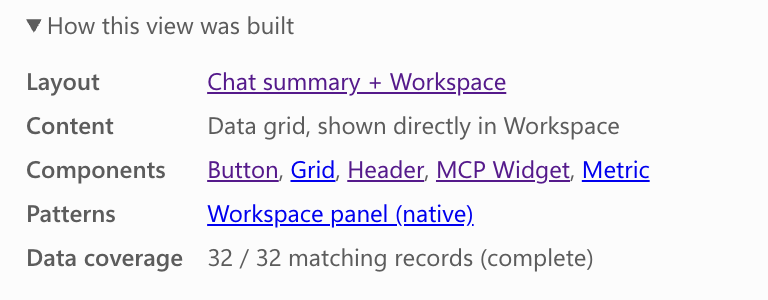 ▼ How this view was built
Layout Chat summary + Workspace
Content Data grid, shown directly in Workspace
Components Button, Grid, Header, MCP Widget, Metric
Patterns Workspace panel (native)
Data coverage 32 / 32 matching records (complete)